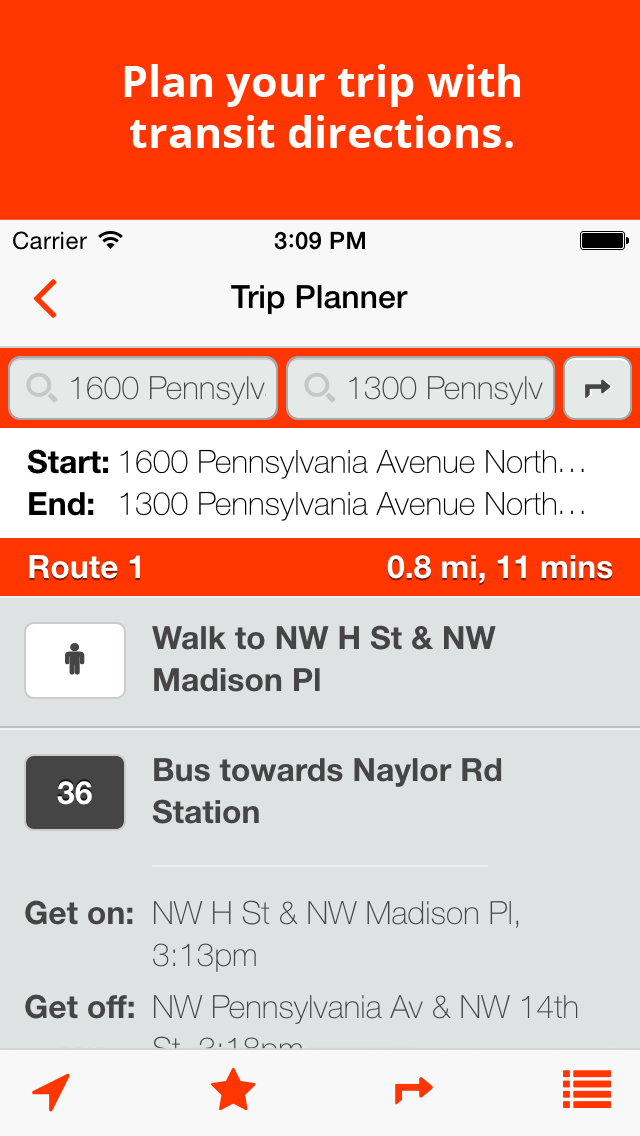 Plan your trip with
transit directions.
Carrier 3:09 PM
Trip Planner
1600 Pennsylv 1300 Pennsylv
Start: 1600 Pennsylvania Avenue North...
End: 1300 Pennsylvania Avenue North...
Route 1 0.8 mi, 11 mins
Walk to NW H St & NW
Madison Pl
36 Bus towards Naylor Rd
Station
Get on: NW H St & NW Madison Pl,
3:13pm
Get off: NW Pennsylvania Av & NW 14th
St, 3:18pm